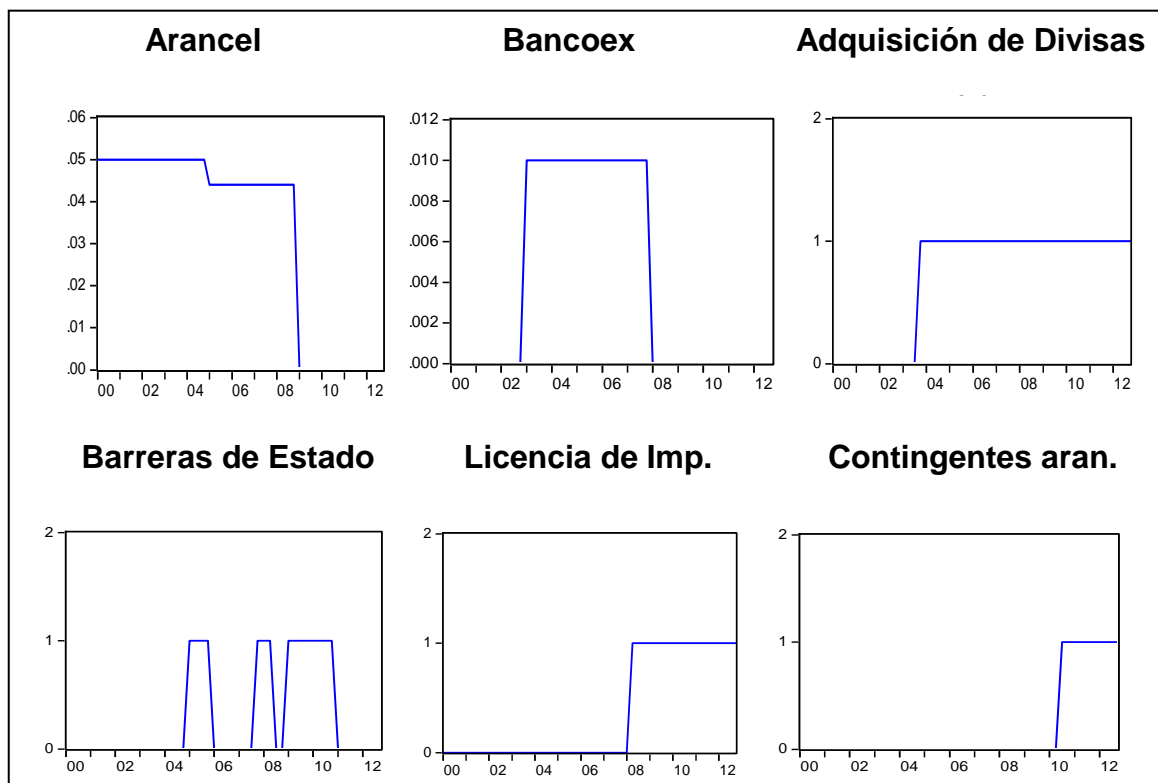 Arancel
Bancoex
Adquisición de Divisas
.06
.05
.04
.03
.02
.01
.00
00 02 04 06 08 10 12
.012
.010
.008
.006
.004
.002
.000
00 02 04 06 08 10 12
2
1
0
00 02 04 06 08 10 12
Barreras de Estado
Licencia de Imp.
Contingentes aran.
2
1
0
00 02 04 06 08 10 12
2
1
0
00 02 04 06 08 10 12
2
1
0
00 02 04 06 08 10 12